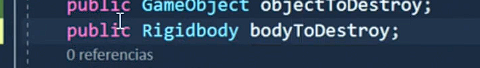 public GameObject objectToDestroy;
public Rigidbody bodyToDestroy;
0 referencias